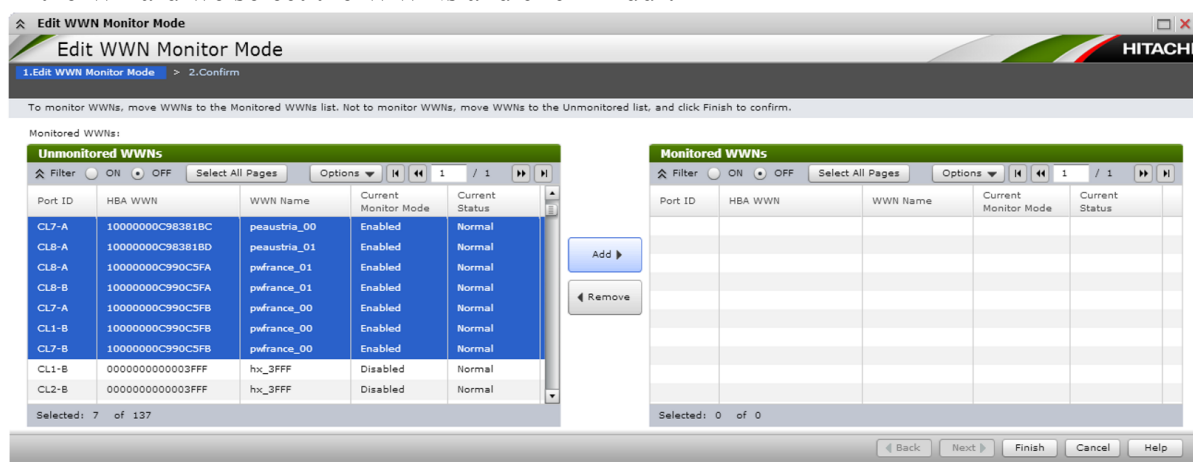 Edit WWN Monitor Mode
Edit WWN Monitor Mode
HITACHI
1.Edit WWN Monitor Mode > 2.Confirm
To monitor WWNs, move WWNs to the Monitored WWNs list. Not to monitor WWNs, move WWNs to the Unmonitored list, and click Finish to confirm.
Monitored WWNs:
Unmonitored WWNs
Filter ON OFF Select All Pages Options 1 / 1
Port ID HBA WWN WWN Name Current Monitor Mode Current Status
CL7-A 10000000C98381BC peaustria_00 Enabled Normal
CL8-A 10000000C98381BD peaustria_01 Enabled Normal
CL8-A 10000000C990C5FA pwfrance_01 Enabled Normal
CL8-B 10000000C990C5FA pwfrance_01 Enabled Normal
CL7-A 10000000C990C5FB pwfrance_00 Enabled Normal
CL1-B 10000000C990C5FB pwfrance_00 Enabled Normal
CL7-B 10000000C990C5FB pwfrance_00 Enabled Normal
CL1-B 0000000000003FFF hx_3FFF Disabled Normal
CL2-B 0000000000003FFF hx_3FFF Disabled Normal
Selected: 7 of 137
Add
Remove
Monitored WWNs
Filter ON OFF Select All Pages Options 1 / 1
Port ID HBA WWN WWN Name Current Monitor Mode Current Status
Selected: 0 of 0
Back Next Finish Cancel Help